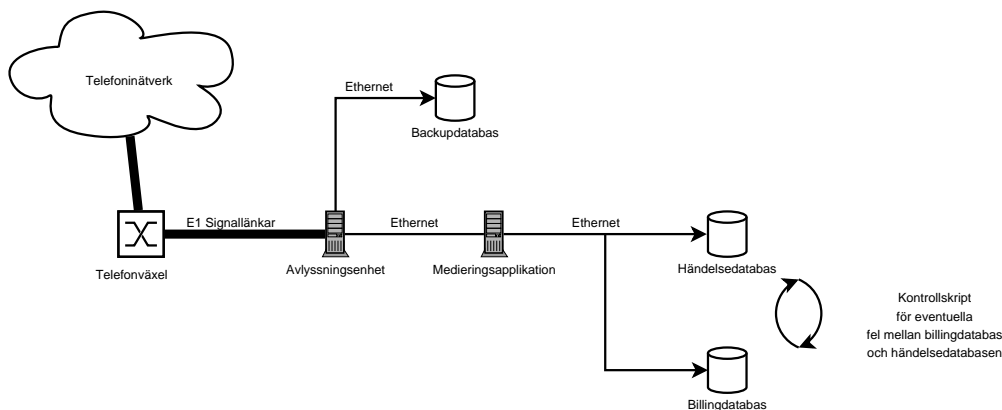 Telefoninätverk
Ethernet
Backupdatabas
E1 Signallänkar
Ethernet
Ethernet
Telefonväxel
Avlyssningsenhet
Medieringsapplikation
Händelsedatabas
Kontrollskript
för eventuella
fel mellan billingdatabas
och händelsedatabasen
Billingdatabas